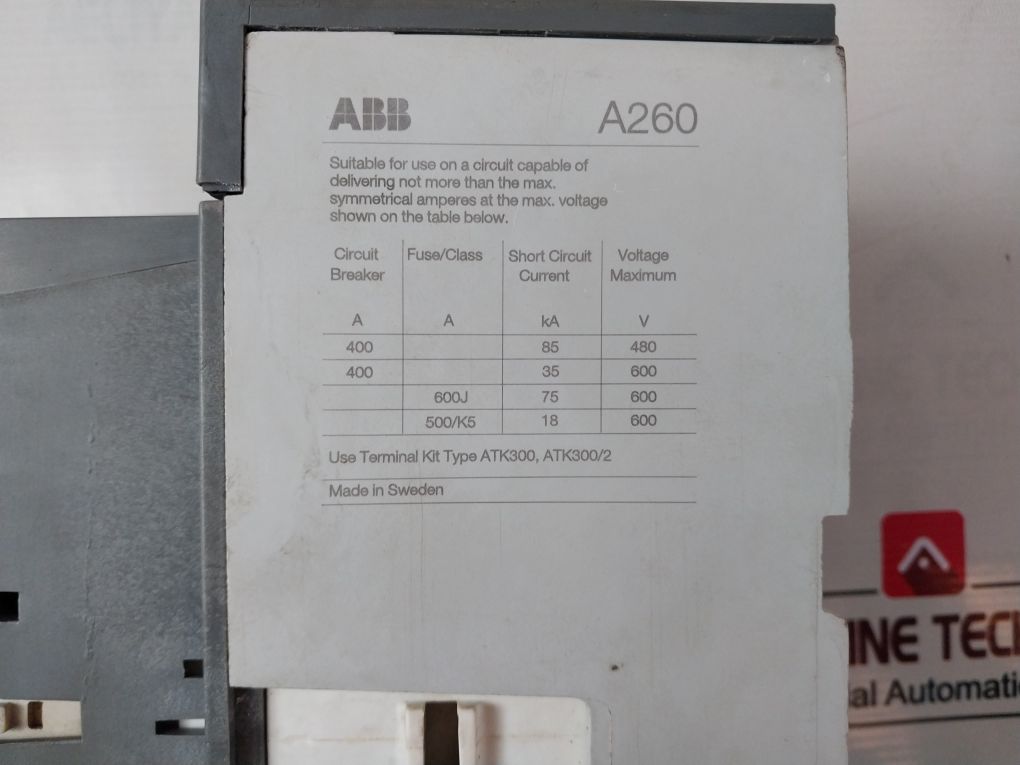 ABB A260
Suitable for use on a circuit capable of
delivering not more than the max.
symmetrical amperes at the max. voltage
shown on the table below.
Circuit Fuse/Class Short Circuit Voltage
Breaker Current Maximum
A A kA V
400 85 480
400 35 600
600J 75 600
500/K5 18 600
Use Terminal Kit Type ATK300, ATK300/2
Made in Sweden
INE TECH
al Automati